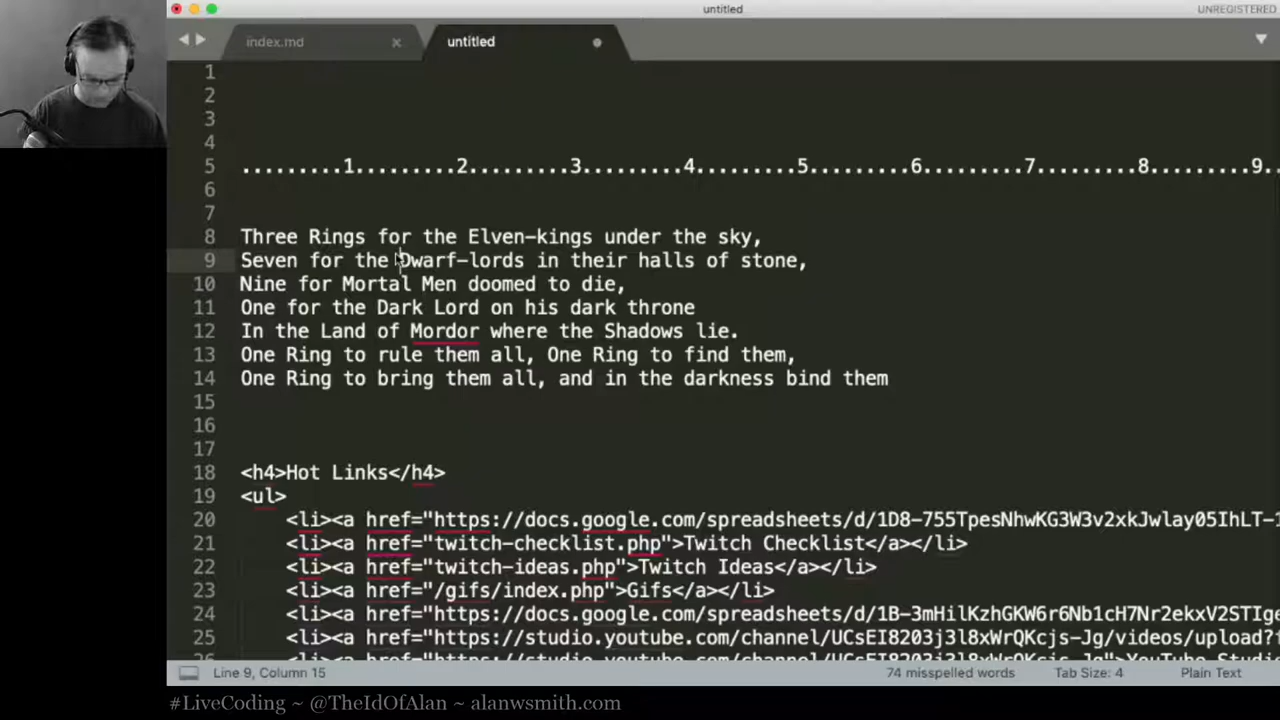 untitled
UNREGISTERED
index.md
untitled
1
2
3
4
5 .........1.........2.........3.........4.........5.........6.........7.........8.........9..
6
7
8 Three Rings for the Elven-kings under the sky,
9 Seven for the Dwarf-lords in their halls of stone,
10 Nine for Mortal Men doomed to die,
11 One for the Dark Lord on his dark throne
12 In the Land of Mordor where the Shadows lie.
13 One Ring to rule them all, One Ring to find them,
14 One Ring to bring them all, and in the darkness bind them
15
16
17
18 <h4>Hot Links</h4>
19 <ul>
20 <li><a href="https://docs.google.com/spreadsheets/d/1D8-755TpesNhwKG3W3v2xkJwlay05IhLT-1
21 <li><a href="twitch-checklist.php">Twitch Checklist</a></li>
22 <li><a href="twitch-ideas.php">Twitch Ideas</a></li>
23 <li><a href="/gifs/index.php">Gifs</a></li>
24 <li><a href="https://docs.google.com/spreadsheets/d/1B-3mHilKzhGKW6r6Nb1cH7Nr2ekxV2STIge
25 <li><a href="https://studio.youtube.com/channel/UCsEI8203j3l8xWrQKcjs-Jg/videos/upload?f
Line 9, Column 15
74 misspelled words
Tab Size: 4
Plain Text
#LiveCoding ~ @TheIdOfAlan ~ alanwsmith.com